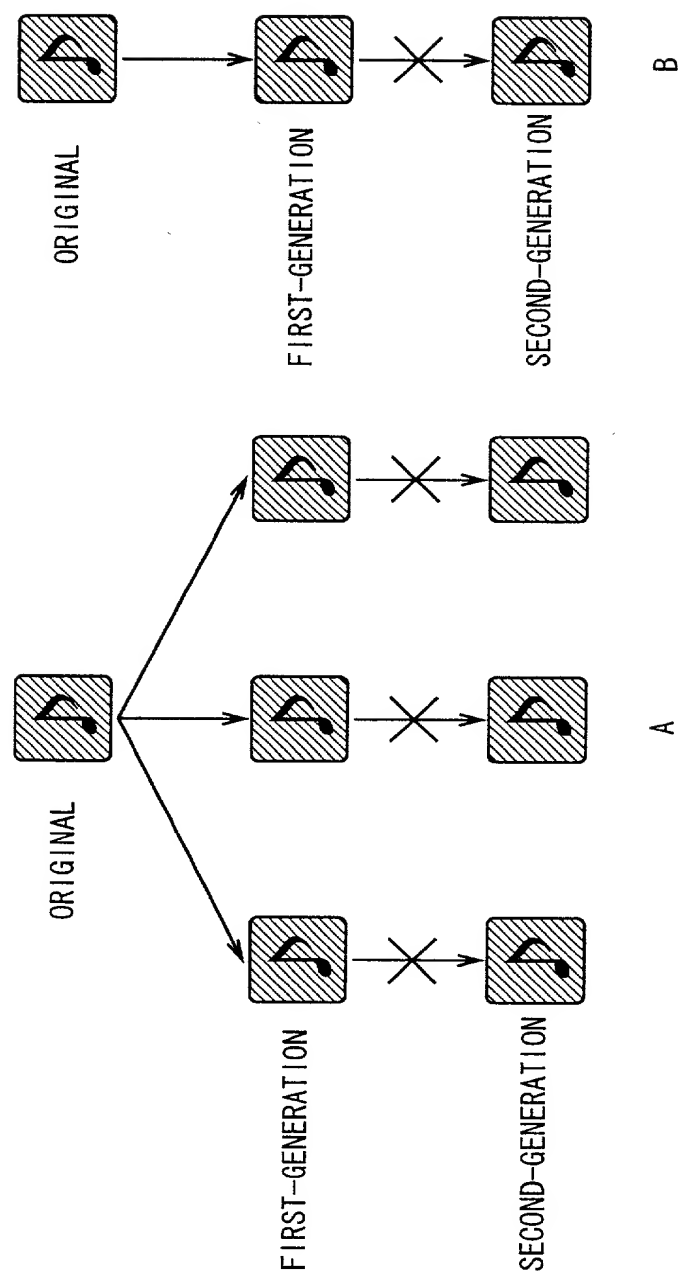 ORIGINAL
FIRST-GENERATION
SECOND-GENERATION
A
ORIGINAL
FIRST-GENERATION
SECOND-GENERATION
B